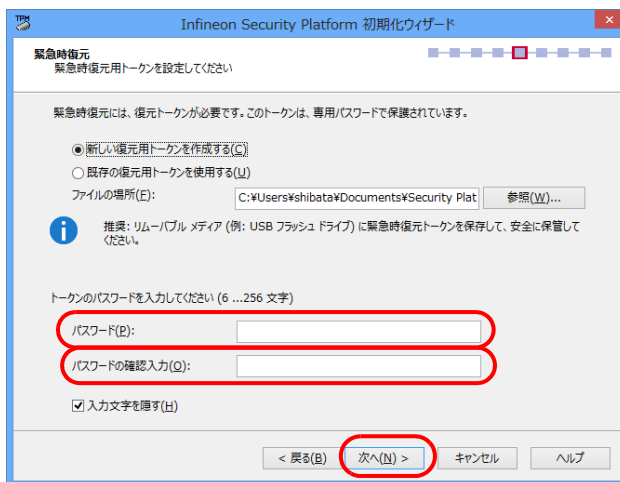 TPM
Infineon Security Platform 初期化ウィザード
緊急時復元
緊急時復元用トークンを設定してください
緊急時復元には、復元トークンが必要です。このトークンは、専用パスワードで保護されています。
新しい復元用トークンを作成する(C)
既存の復元用トークンを使用する(U)
ファイルの場所(F):
C:¥Users¥shibata¥Documents¥Security Plat
参照(W)...
推奨: リムーバブル メディア (例: USB フラッシュ ドライブ) に緊急時復元トークンを保存して、安全に保管して
ください。
トークンのパスワードを入力してください (6 ...256 文字)
パスワード(P):
パスワードの確認入力(O):
入力文字を隠す(H)
< 戻る(B)
次へ(N) >
キャンセル
ヘルプ